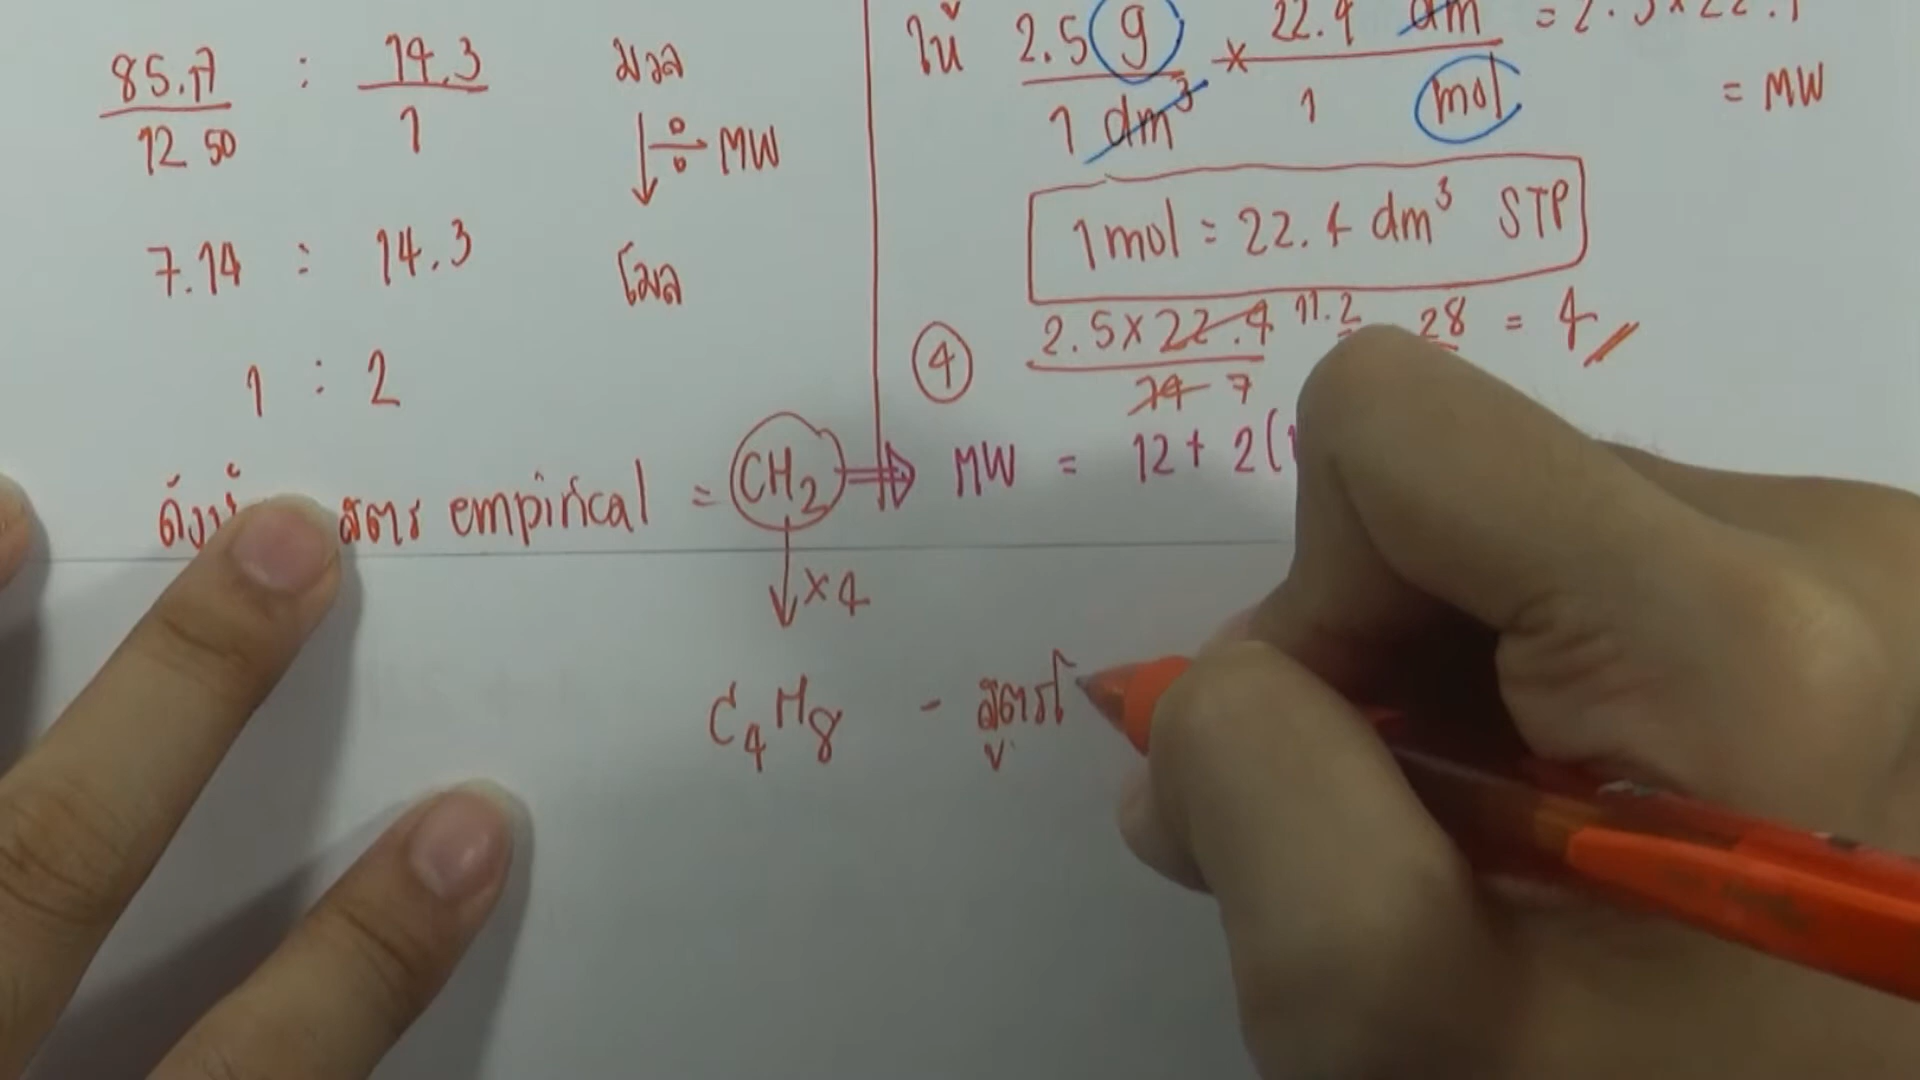 85.7 : 14.3 มวล
12 50 1 ÷ MW
7.14 : 14.3 โมล
1 : 2
ดังนั้น สูตร empirical = CH₂
×4
C₄H₈ - สูตรโ
ให้ 2.5 g × 22.4 dm = 2.5×22.4
1 dm³ 1 mol = MW
1 mol = 22.4 dm³ STP
④ 2.5×22.4 11.2 28 = 4
14 7
MW = 12 + 2(1